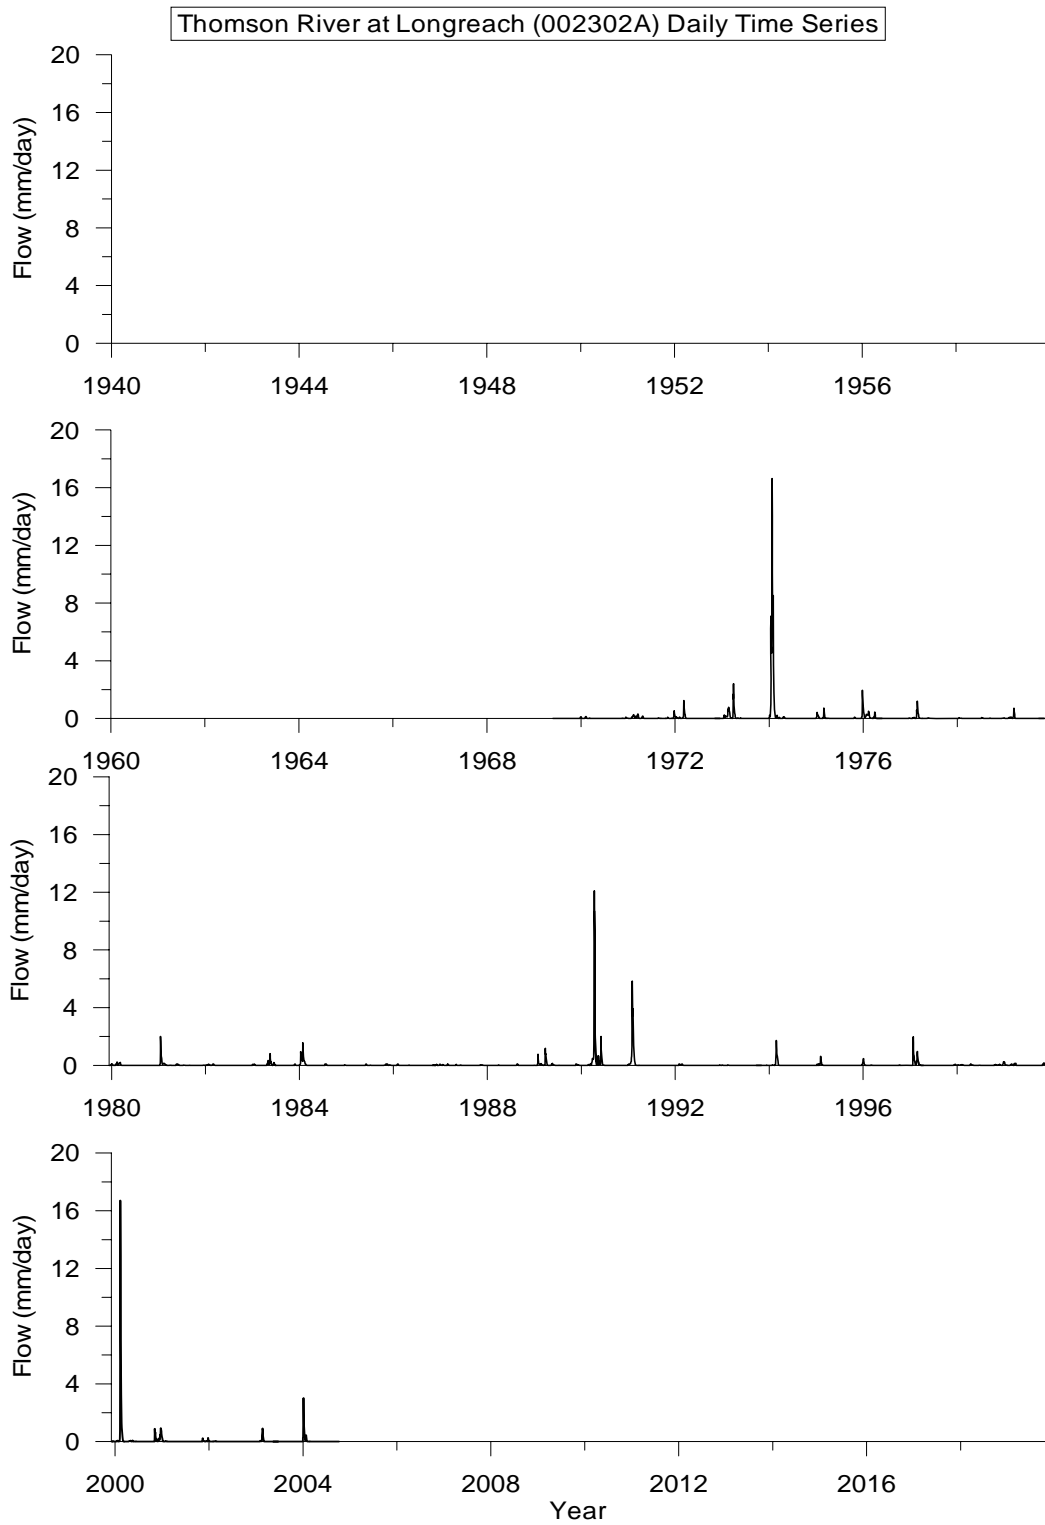 Thomson River at Longreach (002302A) Daily Time Series
20
16
12
8
4
0
Flow (mm/day)
1940 1944 1948 1952 1956
20
16
12
8
4
0
Flow (mm/day)
1960 1964 1968 1972 1976
20
16
12
8
4
0
Flow (mm/day)
1980 1984 1988 1992 1996
20
16
12
8
4
0
Flow (mm/day)
2000 2004 2008 2012 2016
Year